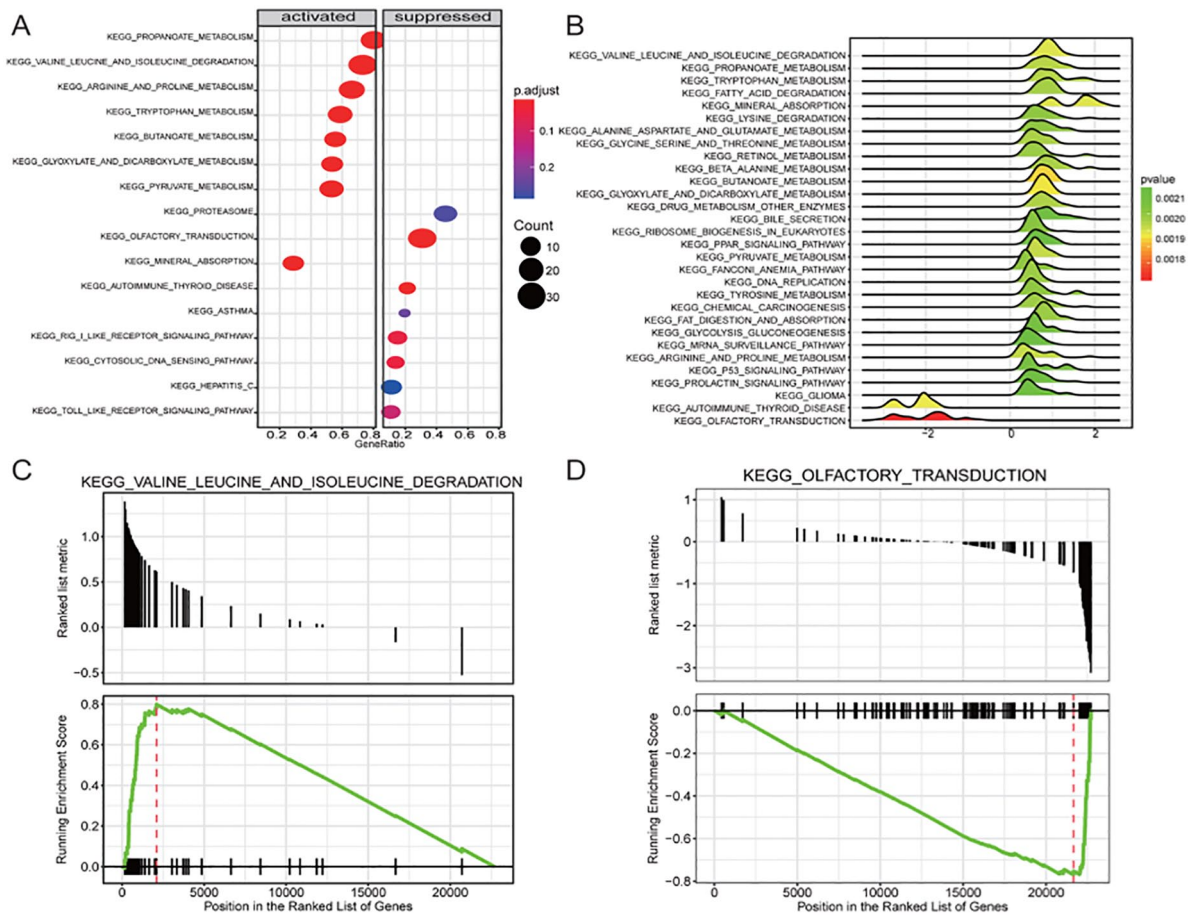 A
activated
suppressed
KEGG_PROPANOATE_METABOLISM
KEGG_VALINE_LEUCINE_AND_ISOLEUCINE_DEGRADATION
KEGG_ARGININE_AND_PROLINE_METABOLISM
KEGG_TRYPTOPHAN_METABOLISM
KEGG_BUTANOATE_METABOLISM
KEGG_GLYOXYLATE_AND_DICARBOXYLATE_METABOLISM
KEGG_PYRUVATE_METABOLISM
KEGG_PROTEASOME
KEGG_OLFACTORY_TRANSDUCTION
KEGG_MINERAL_ABSORPTION
KEGG_AUTOIMMUNE_THYROID_DISEASE
KEGG_ASTHMA
KEGG_RIG_I_LIKE_RECEPTOR_SIGNALING_PATHWAY
KEGG_CYTOSOLIC_DNA_SENSING_PATHWAY
KEGG_HEPATITIS_C
KEGG_TOLL_LIKE_RECEPTOR_SIGNALING_PATHWAY
0.2 0.4 0.6 0.8 0.2 0.4 0.6 0.8
GeneRatio
p.adjust
0.1
0.2
Count
10
20
30
B
KEGG_VALINE_LEUCINE_AND_ISOLEUCINE_DEGRADATION
KEGG_PROPANOATE_METABOLISM
KEGG_TRYPTOPHAN_METABOLISM
KEGG_FATTY_ACID_DEGRADATION
KEGG_MINERAL_ABSORPTION
KEGG_LYSINE_DEGRADATION
KEGG_ALANINE_ASPARTATE_AND_GLUTAMATE_METABOLISM
KEGG_GLYCINE_SERINE_AND_THREONINE_METABOLISM
KEGG_RETINOL_METABOLISM
KEGG_BETA_ALANINE_METABOLISM
KEGG_BUTANOATE_METABOLISM
KEGG_GLYOXYLATE_AND_DICARBOXYLATE_METABOLISM
KEGG_DRUG_METABOLISM_OTHER_ENZYMES
KEGG_BILE_SECRETION
KEGG_RIBOSOME_BIOGENESIS_IN_EUKARYOTES
KEGG_PPAR_SIGNALING_PATHWAY
KEGG_PYRUVATE_METABOLISM
KEGG_FANCONI_ANEMIA_PATHWAY
KEGG_DNA_REPLICATION
KEGG_TYROSINE_METABOLISM
KEGG_CHEMICAL_CARCINOGENESIS
KEGG_FAT_DIGESTION_AND_ABSORPTION
KEGG_GLYCOLYSIS_GLUCONEOGENESIS
KEGG_MRNA_SURVEILLANCE_PATHWAY
KEGG_ARGININE_AND_PROLINE_METABOLISM
KEGG_P53_SIGNALING_PATHWAY
KEGG_PROLACTIN_SIGNALING_PATHWAY
KEGG_GLIOMA
KEGG_AUTOIMMUNE_THYROID_DISEASE
KEGG_OLFACTORY_TRANSDUCTION
−2 0 2
pvalue
0.0021
0.0020
0.0019
0.0018
C
KEGG_VALINE_LEUCINE_AND_ISOLEUCINE_DEGRADATION
Ranked list metric
1.0
0.5
0.0
−0.5
Running Enrichment Score
0.8
0.6
0.4
0.2
0.0
0 5000 10000 15000 20000
Position in the Ranked List of Genes
D
KEGG_OLFACTORY_TRANSDUCTION
Ranked list metric
1
0
−1
−2
−3
Running Enrichment Score
0.0
−0.2
−0.4
−0.6
−0.8
0 5000 10000 15000 20000
Position in the Ranked List of Genes